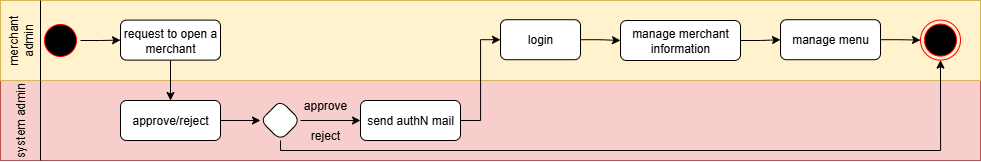 merchant
admin
request to open a
merchant
login
manage merchant
information
manage menu
system admin
approve/reject
approve
reject
send authN mail